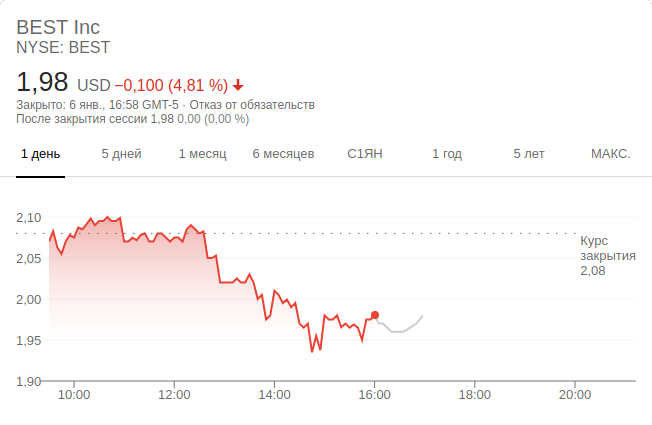 BEST Inc
NYSE: BEST
1,98 USD −0,100 (4,81 %)
Закрыто: 6 янв., 16:58 GMT-5 · Отказ от обязательств
После закрытия сессии 1,98 0,00 (0,00 %)
1 день 5 дней 1 месяц 6 месяцев С1ЯН 1 год 5 лет МАКС.
2,10
Курс
закрытия
2,08
2,05
2,00
1,95
1,90
10:00 12:00 14:00 16:00 18:00 20:00